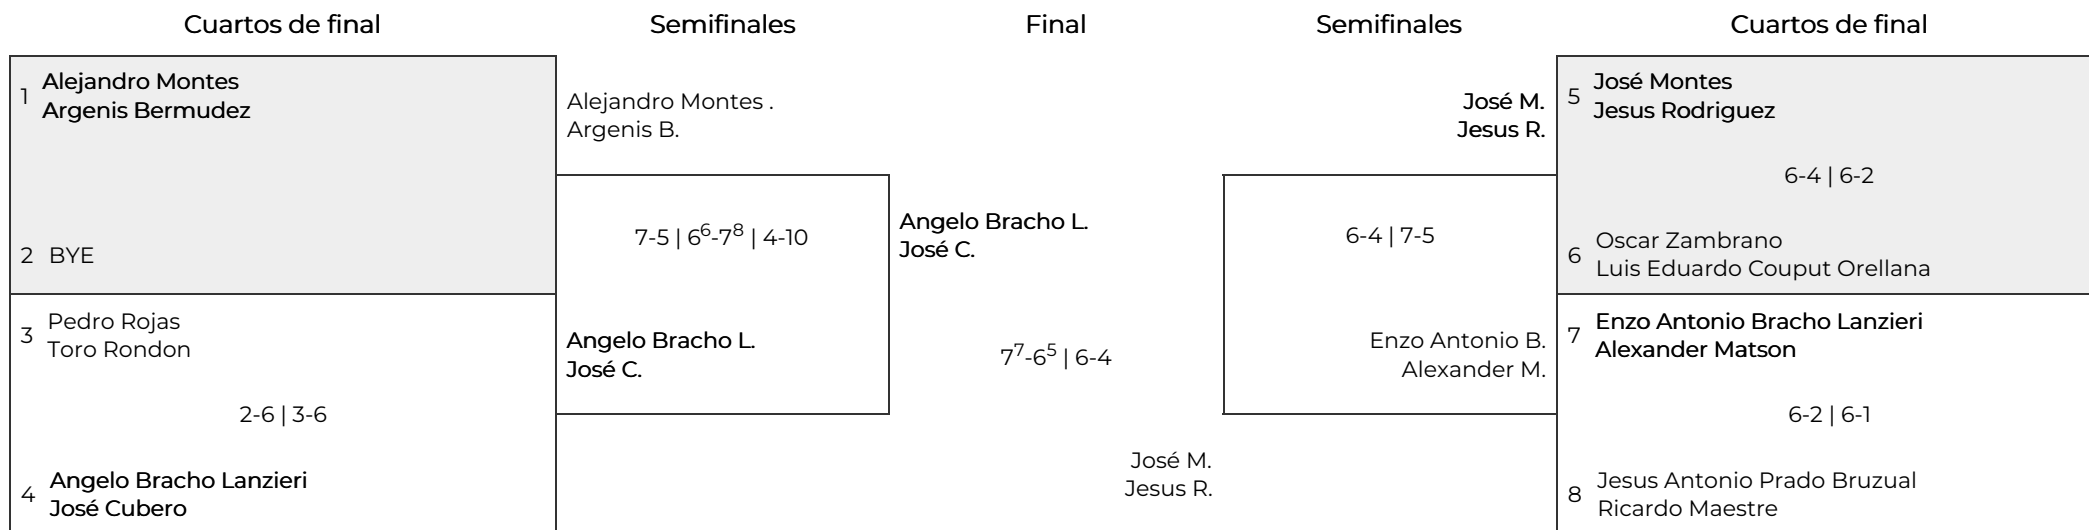 Cuartos de final
Semifinales
Final
Semifinales
Cuartos de final
1
Alejandro Montes
Argenis Bermudez
2 BYE
3
Pedro Rojas
Toro Rondon
2-6 | 3-6
4
Angelo Bracho Lanzieri
José Cubero
Alejandro Montes .
Argenis B.
7-5 | 6⁶-7⁸ | 4-10
Angelo Bracho L.
José C.
Angelo Bracho L.
José C.
7⁷-6⁵ | 6-4
José M.
Jesus R.
José M.
Jesus R.
6-4 | 7-5
Enzo Antonio B.
Alexander M.
5
José Montes
Jesus Rodriguez
6-4 | 6-2
6
Oscar Zambrano
Luis Eduardo Couput Orellana
7
Enzo Antonio Bracho Lanzieri
Alexander Matson
6-2 | 6-1
8
Jesus Antonio Prado Bruzual
Ricardo Maestre